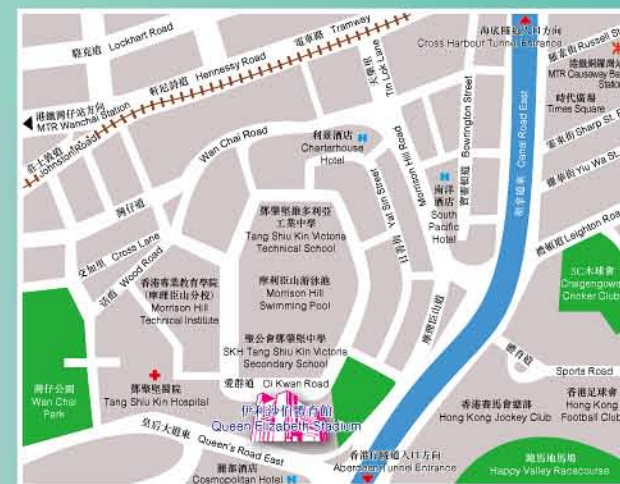 駱克道 Lockhart Road
軒尼詩道 Hennessy Road
電車路 Tramway
海底隧道入口方向
Cross Harbour Tunnel Entrance
羅素街 Russell St
港鐵銅鑼灣站
MTR Causeway Bay
Station
時代廣場
Times Square
霎東街 Sharp St. E
耀華街 Yiu Wa St.
禮頓道 Leighton Road
港鐵灣仔站方向
MTR Wanchai Station
莊士敦道
Johnston Road
Wan Chai Road
灣仔道
天樂里
Tin Lok Lane
利景酒店
Charterhouse
Hotel
Morrison Hill Road
摩理臣山道
日善街 Yat Sin Street
寶靈頓道 Bowrington Street
堅拿道東 Canal Road East
南洋
酒店
South
Pacific
Hotel
交加里 Cross Lane
活道 Wood Road
鄧肇堅維多利亞
工業中學
Tang Shiu Kin Victoria
Technical School
香港專業教育學院
(摩理臣山分校)
Morrison Hill
Technical Institute
摩利臣山游泳池
Morrison Hill
Swimming Pool
聖公會鄧肇堅中學
SKH Tang Shiu Kin Victoria
Secondary School
木球會
Craigengower
Cricker Club
灣仔公園
Wan Chai
Park
鄧肇堅醫院
Tang Shiu Kin Hospital
愛群道 Oi Kwan Road
伊利沙伯體育館
Queen Elizabeth Stadium
體育道
Sports Road
香港賽馬會總部
Hong Kong Jockey Club
香港足球會
Hong Kong
Football Club
皇后大道東 Queen's Road East
麗都酒店
Cosmopolitan Hotel
香港仔隧道入口方向
Aberdeen Tunnel Entrance
跑馬地馬場
Happy Valley Racecourse